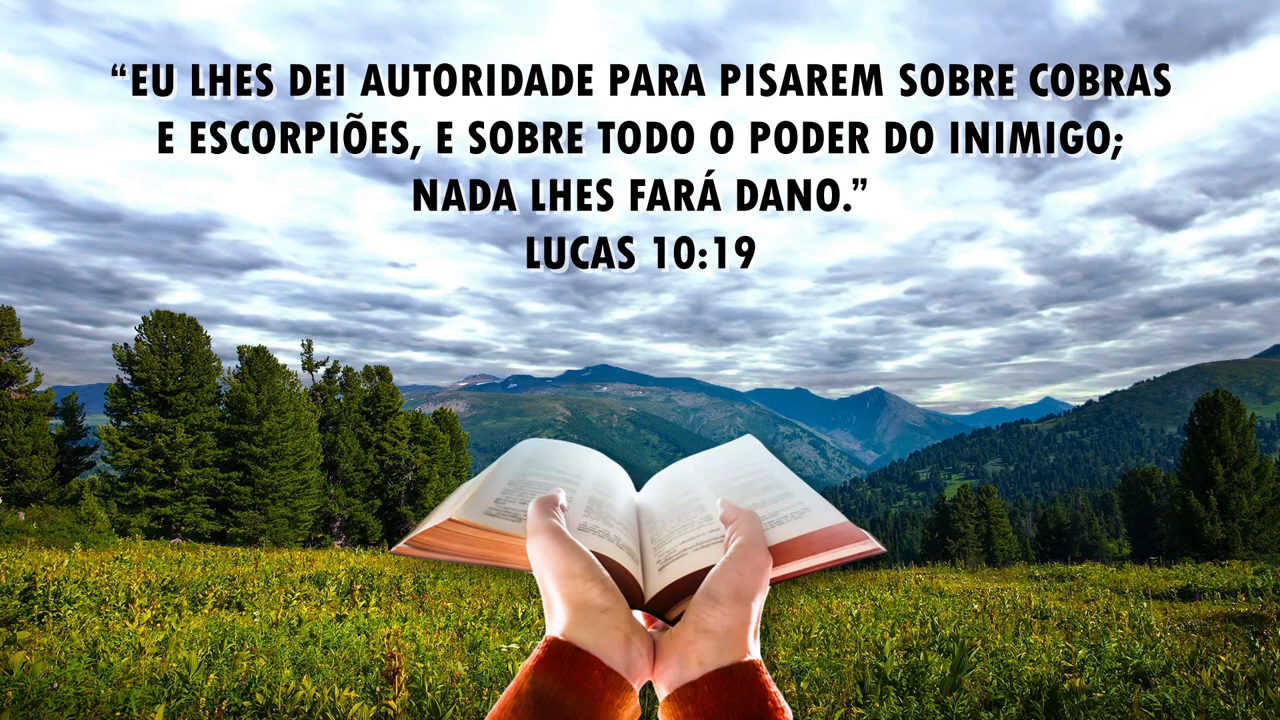 “EU LHES DEI AUTORIDADE PARA PISAREM SOBRE COBRAS
E ESCORPIÕES, E SOBRE TODO O PODER DO INIMIGO;
NADA LHES FARÁ DANO.”
LUCAS 10:19